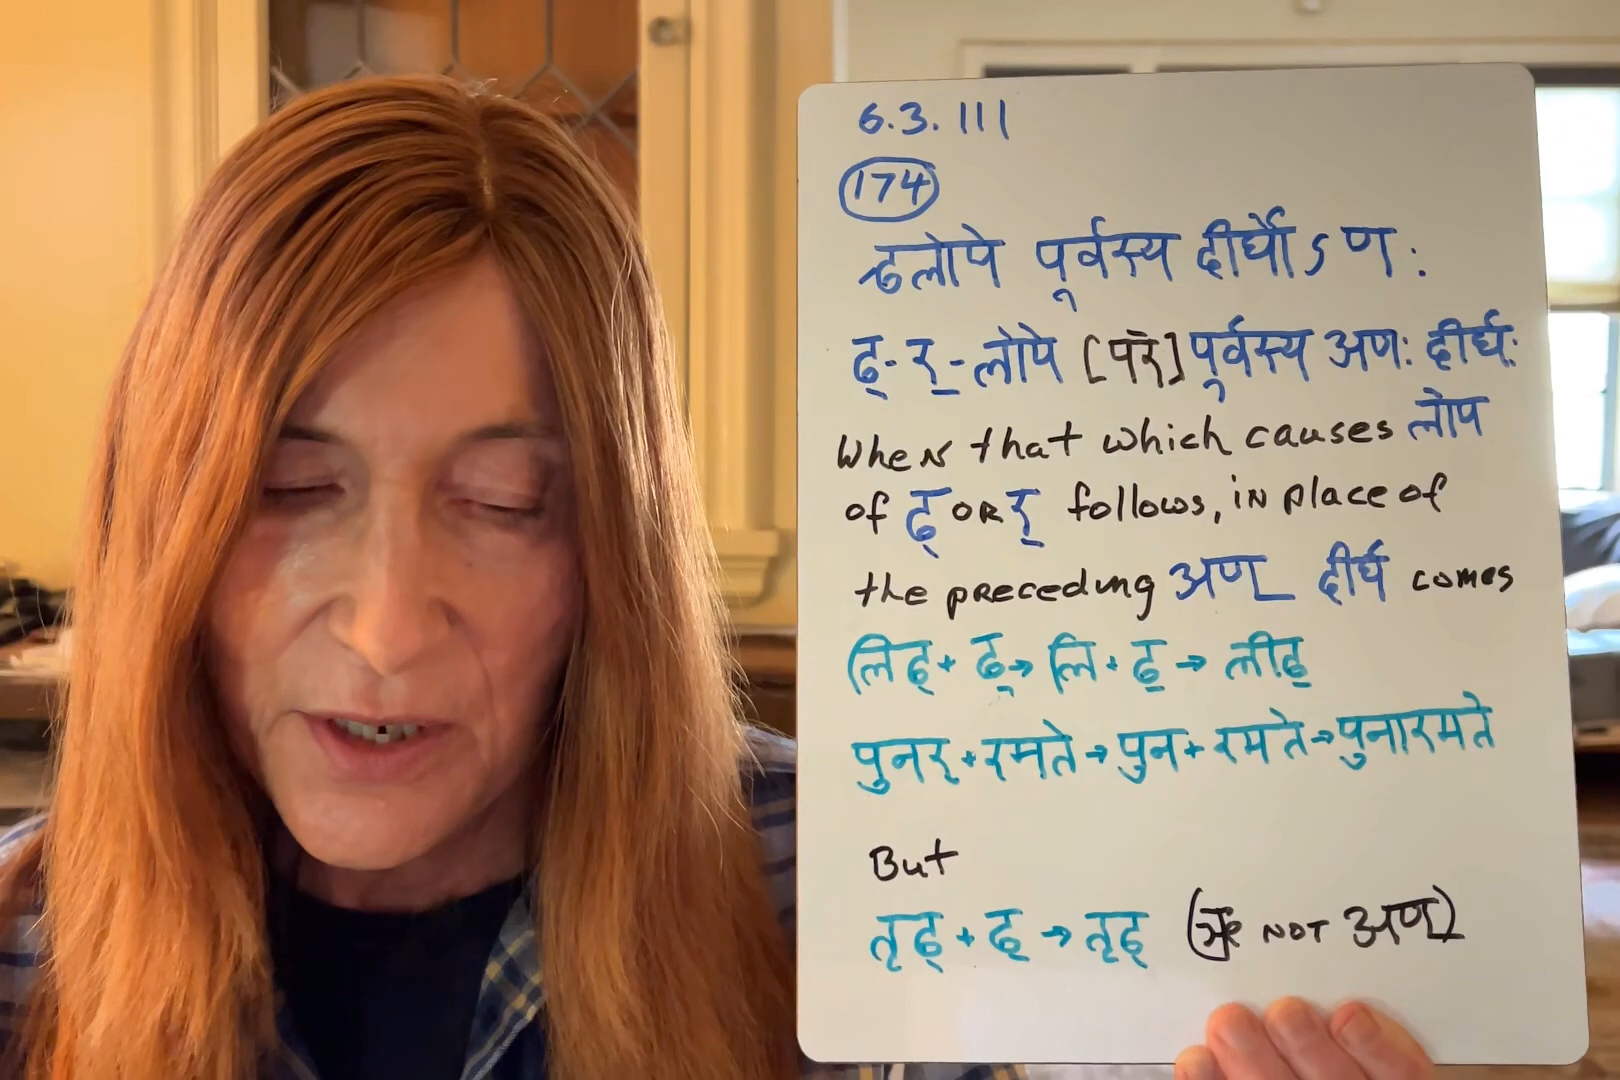 6.3.111
174
ढ्रलोपे पूर्वस्य दीर्घोऽणः
ढ्-र्-लोपे [परे] पूर्वस्य अणः दीर्घः
When that which causes लोप
of ढ् or र् follows, in place of
the preceding अण् दीर्घ comes
लिढ् + ढ् → लि + ढ् → लीढ्
पुनर् + रमते → पुन + रमते → पुनारमते
But
तृढ् + ढ् → तृढ् (ऋ not अण्)